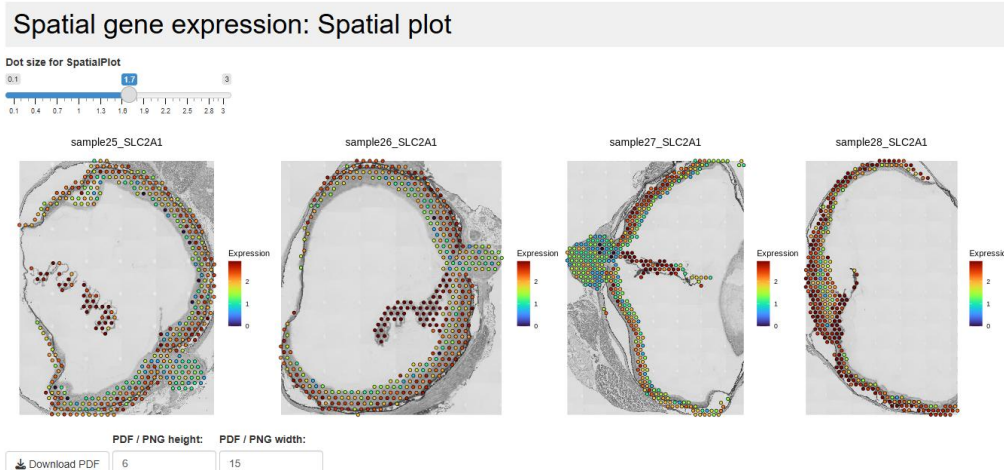 Spatial gene expression: Spatial plot
Dot size for SpatialPlot
0.1 1.7 3
0.1 0.4 0.7 1 1.3 1.6 1.9 2.2 2.5 2.8 3
sample25_SLC2A1 sample26_SLC2A1 sample27_SLC2A1 sample28_SLC2A1
Expression Expression Expression Expressio
2 2 2 2
1 1 1 1
0 0 0 0
PDF / PNG height: PDF / PNG width:
Download PDF 6 15